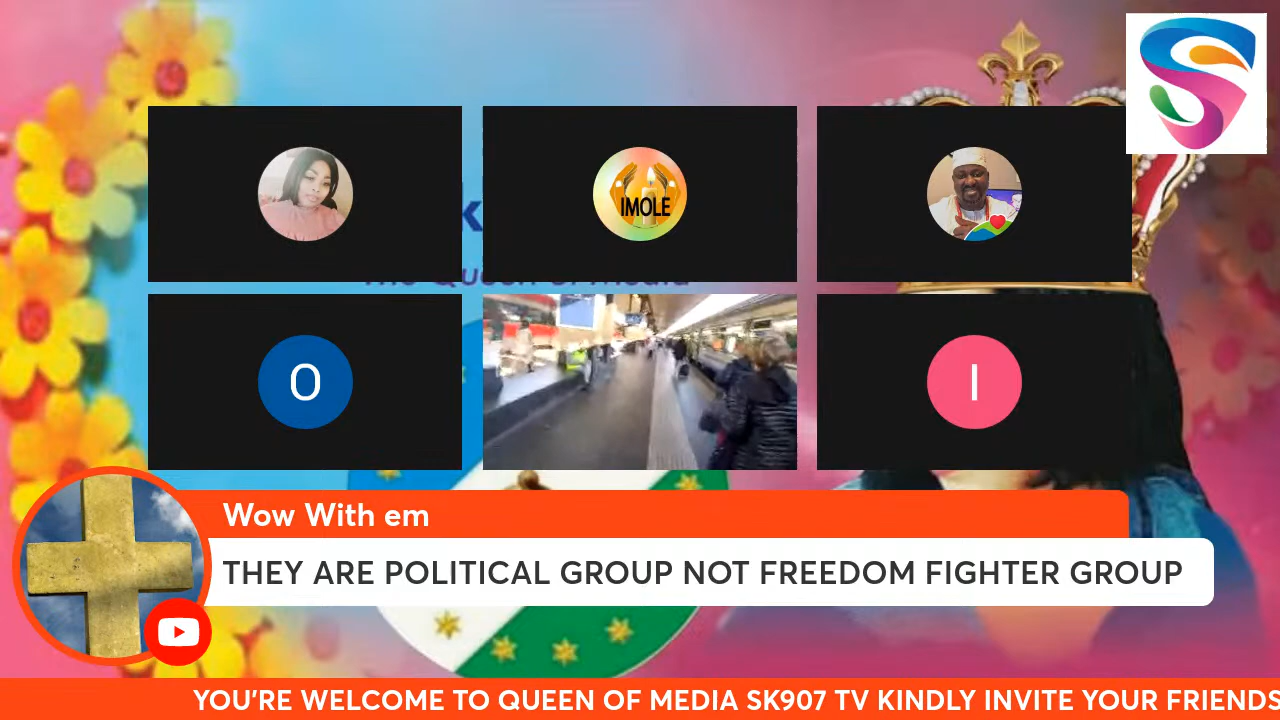 IMOLE
O
I
Wow With em
THEY ARE POLITICAL GROUP NOT FREEDOM FIGHTER GROUP
YOU'RE WELCOME TO QUEEN OF MEDIA SK907 TV KINDLY INVITE YOUR FRIENDS